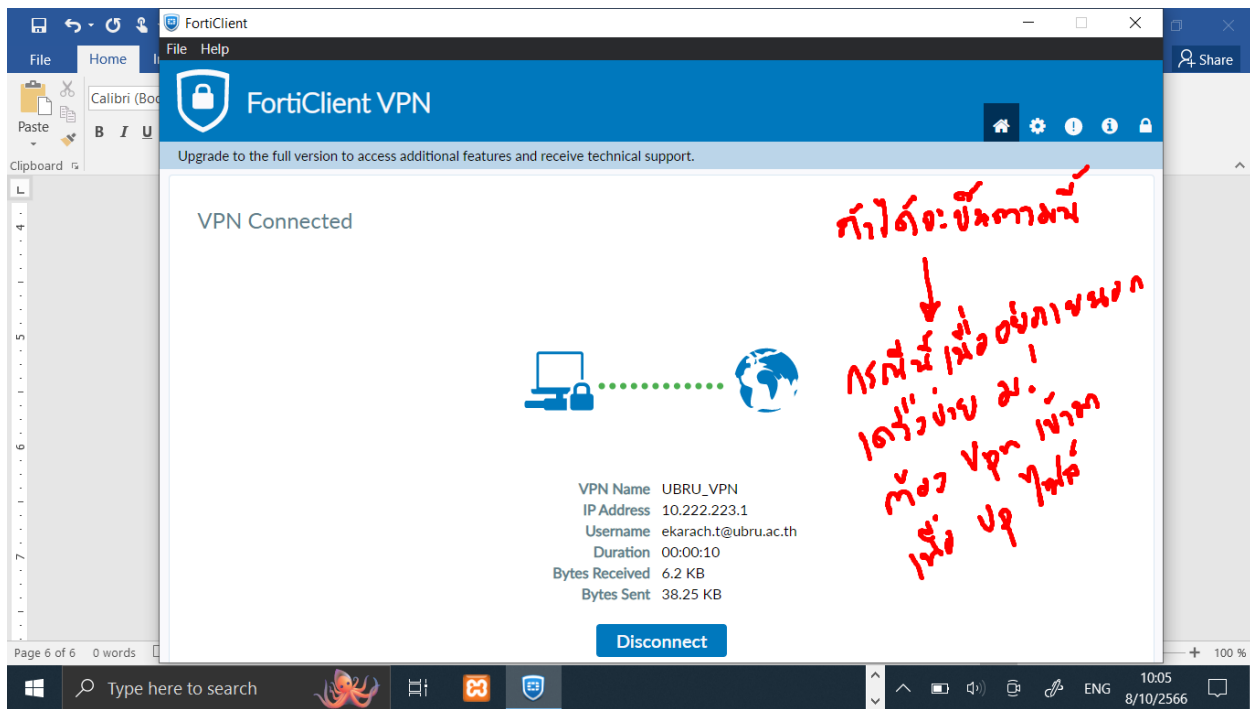 FortiClient
File Home
Share
File Help
Calibri (Boo
FortiClient VPN
Paste
B I U
Clipboard
Upgrade to the full version to access additional features and receive technical support.
L
VPN Connected
ถ้าได้จะขึ้นตามนี้
กรณีนี้เมื่ออยู่ภายนอก
เครือข่าย ม.
ต้อง เข้ามา
เพื่อ ไฟล์
4
5
6
7
VPN Name UBRU_VPN
IP Address 10.222.223.1
Username ekarach.t@ubru.ac.th
Duration 00:00:10
Bytes Received 6.2 KB
Bytes Sent 38.25 KB
Disconnect
Page 6 of 6 0 words
100 %
Type here to search
ENG
10:05
8/10/2566